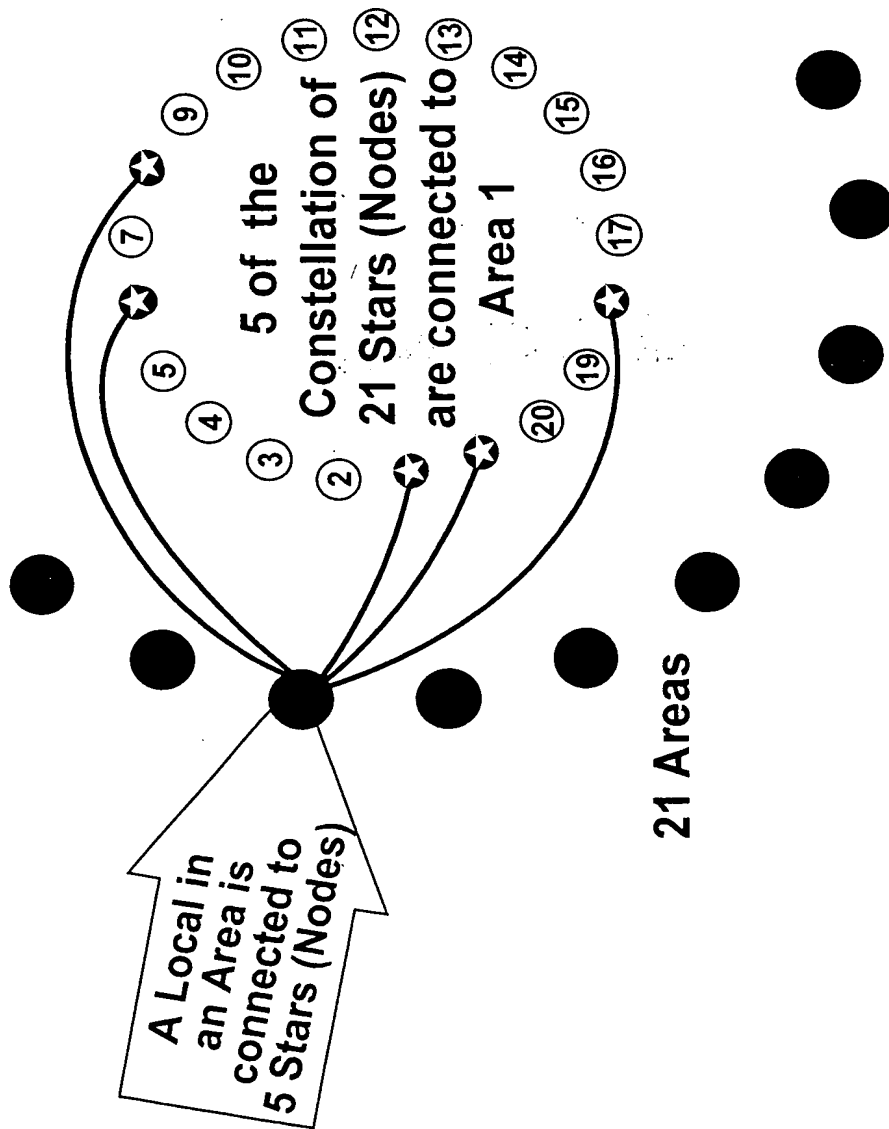 A Local in
an Area is
connected to
5 Stars (Nodes)
5 of the
Constellation of
21 Stars (Nodes)
are connected to
Area 1
2
3
4
5
7
9
10
11
12
13
14
15
16
17
19
20
21 Areas